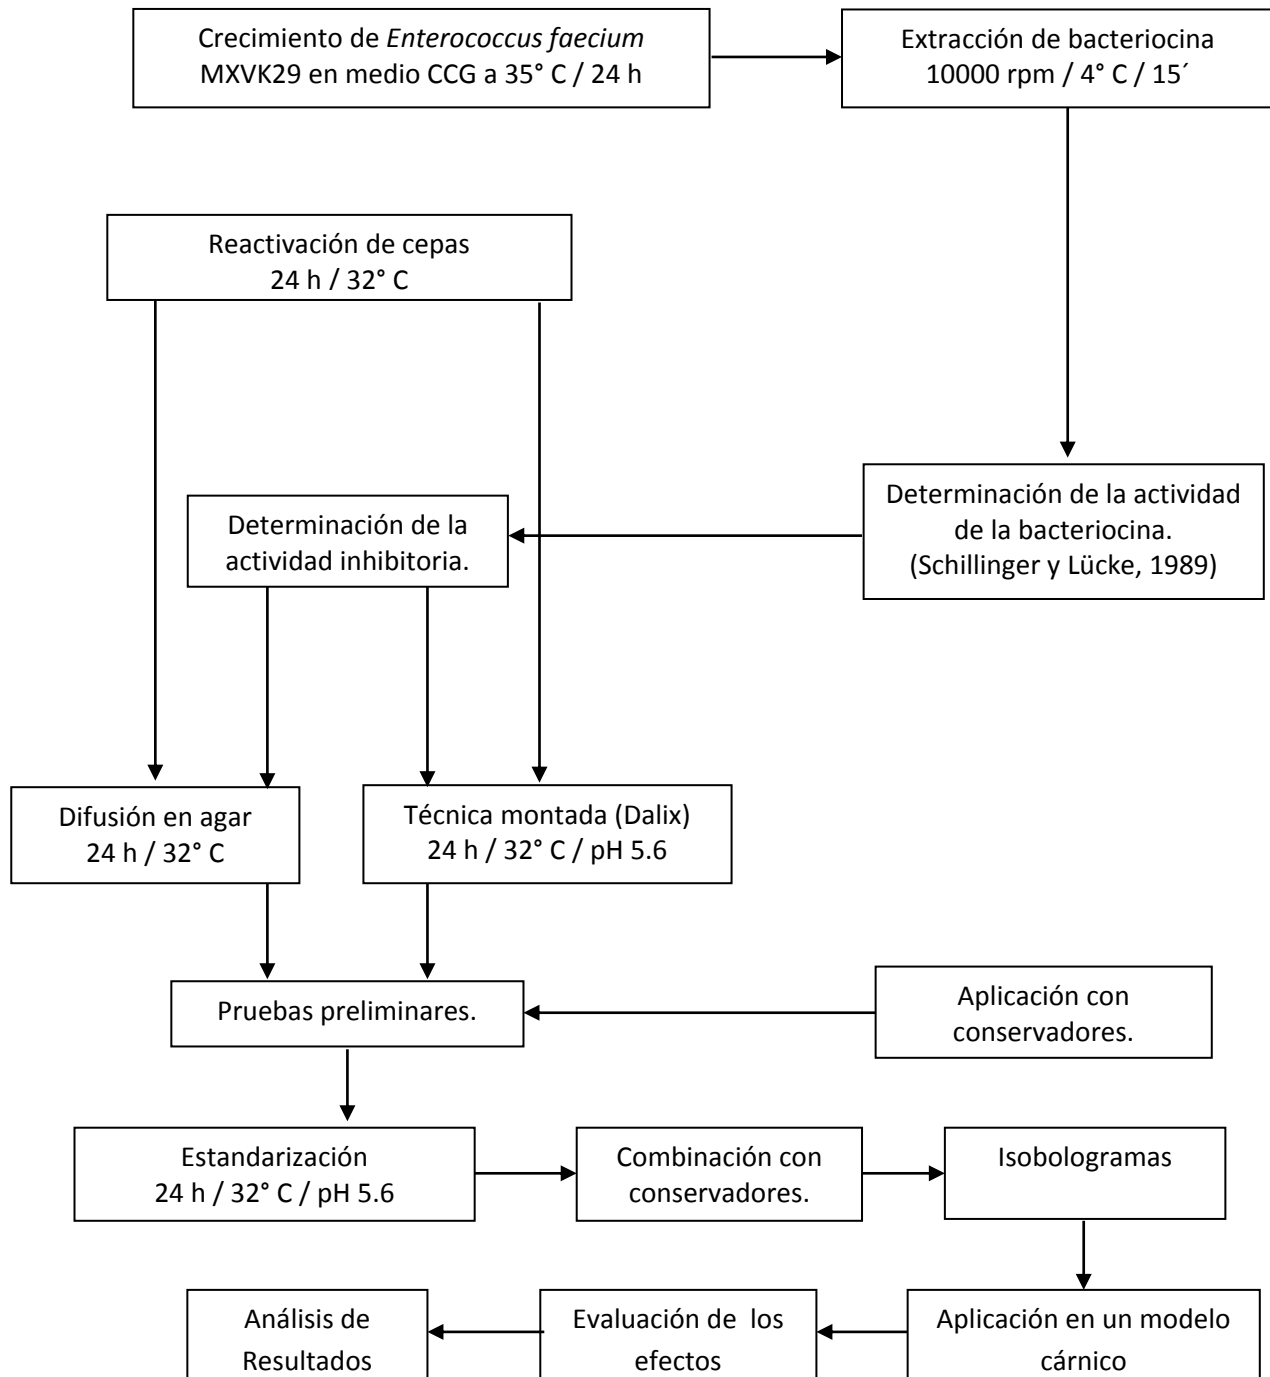 Crecimiento de Enterococcus faecium
MXVK29 en medio CCG a 35° C / 24 h
Extracción de bacteriocina
10000 rpm / 4° C / 15´
Reactivación de cepas
24 h / 32° C
Determinación de la actividad
de la bacteriocina.
(Schillinger y Lücke, 1989)
Determinación de la
actividad inhibitoria.
Difusión en agar
24 h / 32° C
Técnica montada (Dalix)
24 h / 32° C / pH 5.6
Pruebas preliminares.
Aplicación con
conservadores.
Estandarización
24 h / 32° C / pH 5.6
Combinación con
conservadores.
Isobologramas
Aplicación en un modelo
cárnico
Evaluación de los
efectos
Análisis de
Resultados